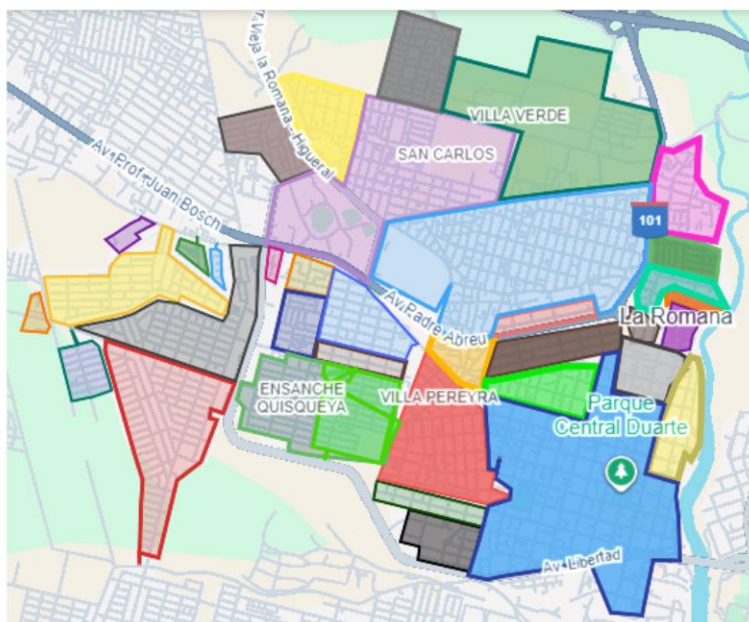 rt. Vieja la Romana - Higueral
VILLA VERDE
SAN CARLOS
Av. Prof. Juan Bosch
101
Av. Padre Abreu
La Romana
ENSANCHE
QUISQUEYA
VILLA PEREYRA
Parque
Central Duarte
Av. Libertad